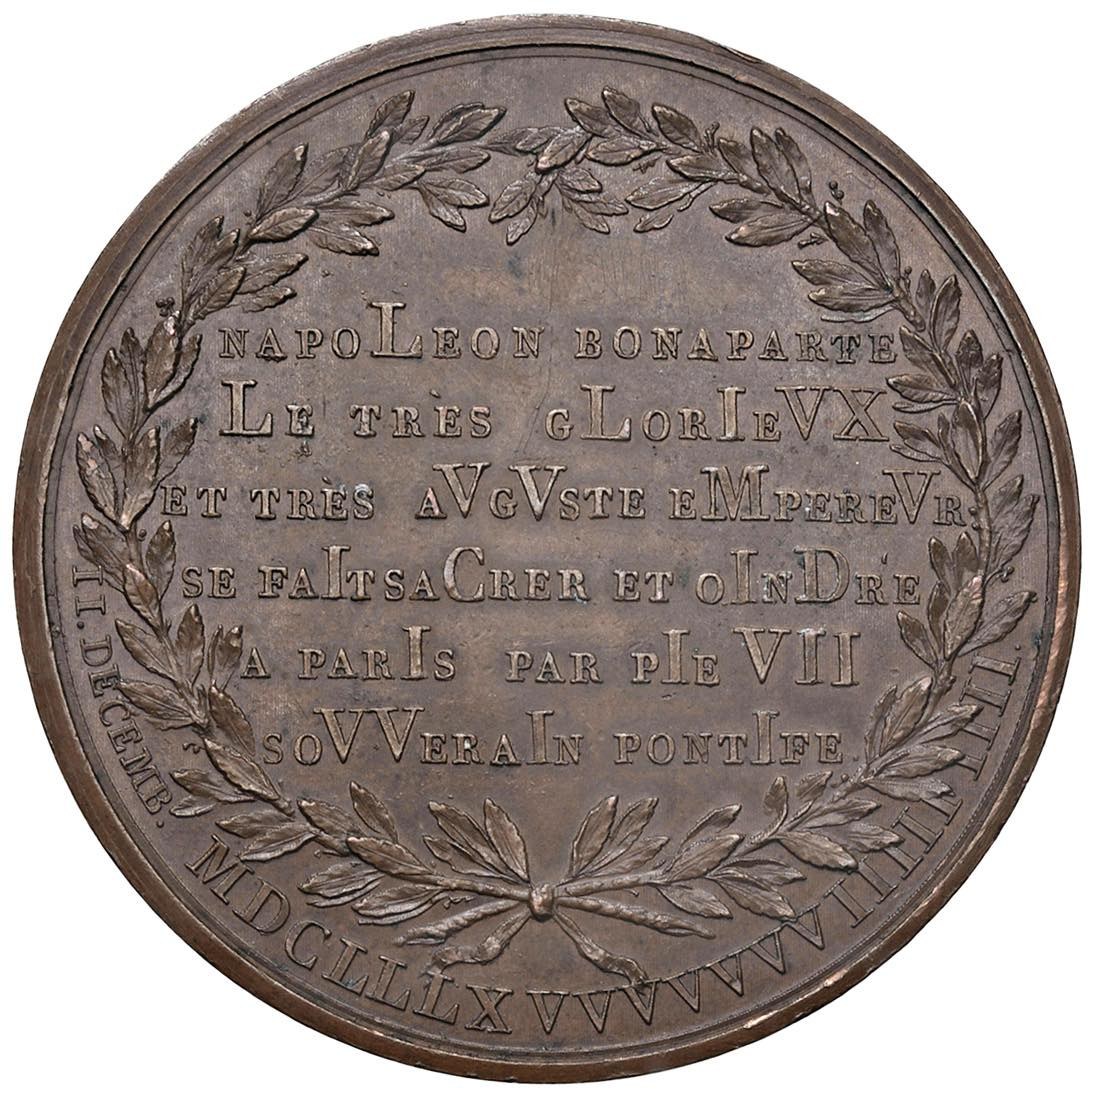 NAPOLEON BONAPARTE
LE TRÈS GLORIEVX
ET TRÈS AVGVSTE EMPEREVR
SE FAIT SACRER ET OINDRE
A PARIS PAR PIE VII
SOVVERAIN PONTIFE.
II. DECEMB. MDCLLLXVVVVVVVIIIIIIIII.